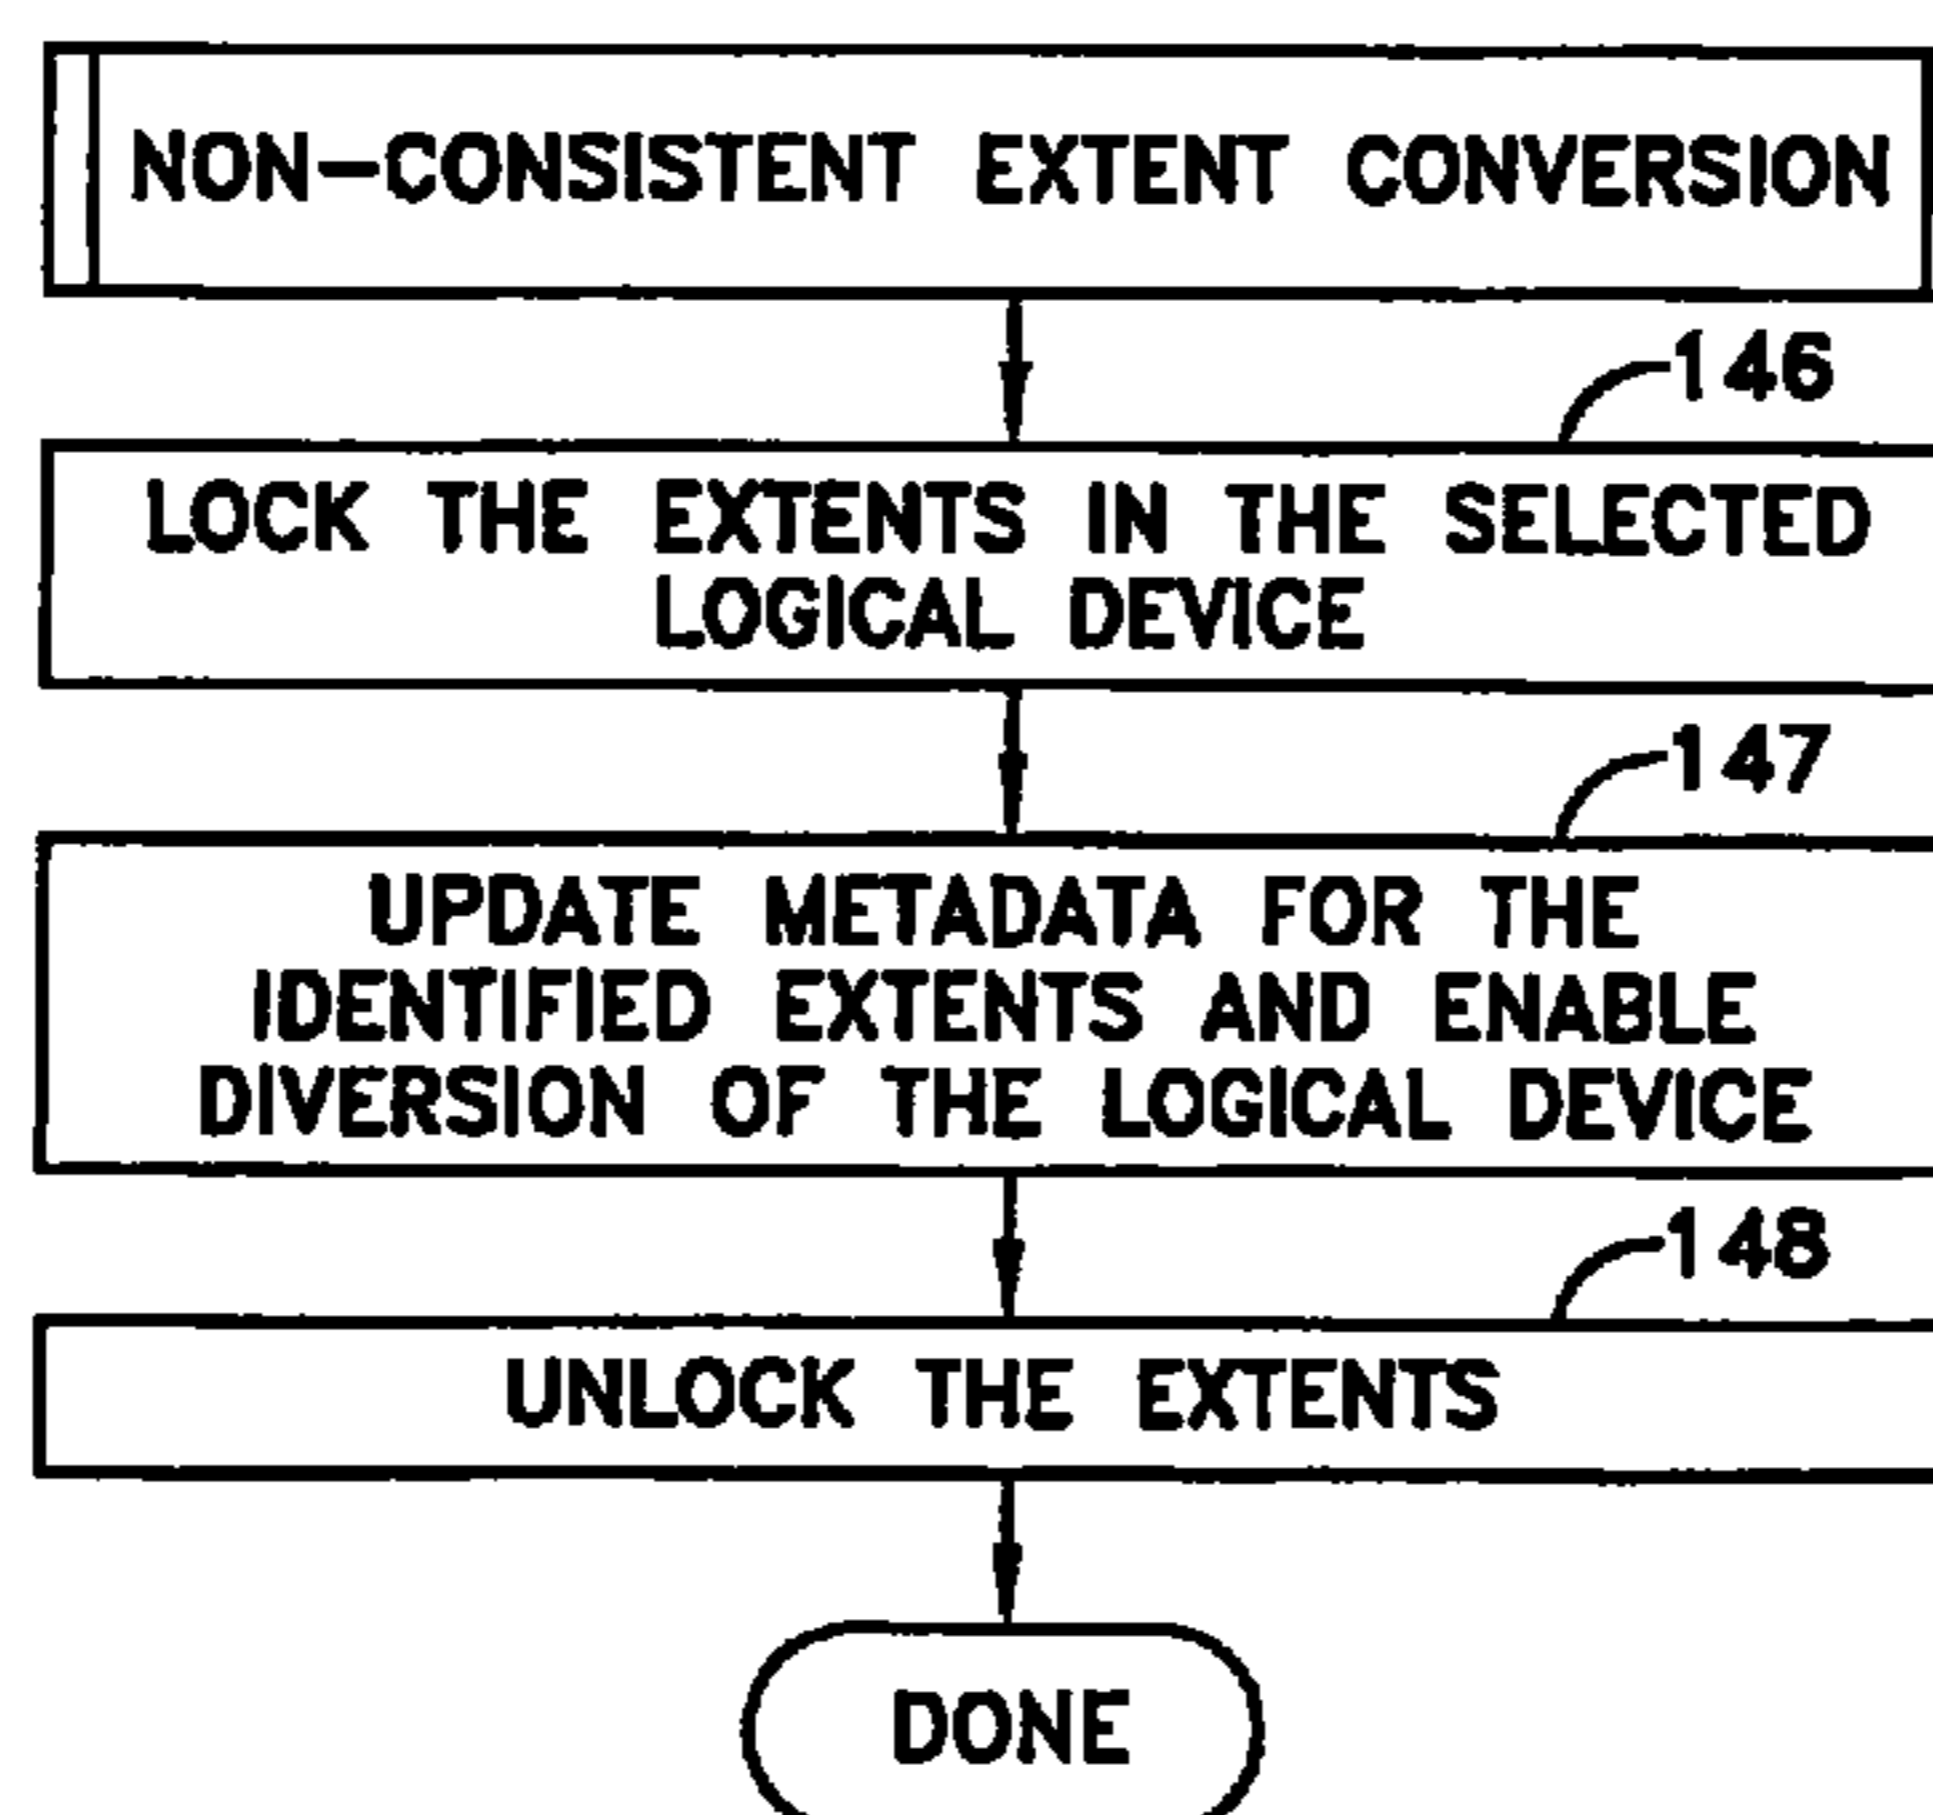 NON-CONSISTENT EXTENT CONVERSION
146
LOCK THE EXTENTS IN THE SELECTED
LOGICAL DEVICE
147
UPDATE METADATA FOR THE
IDENTIFIED EXTENTS AND ENABLE
DIVERSION OF THE LOGICAL DEVICE
148
UNLOCK THE EXTENTS
DONE